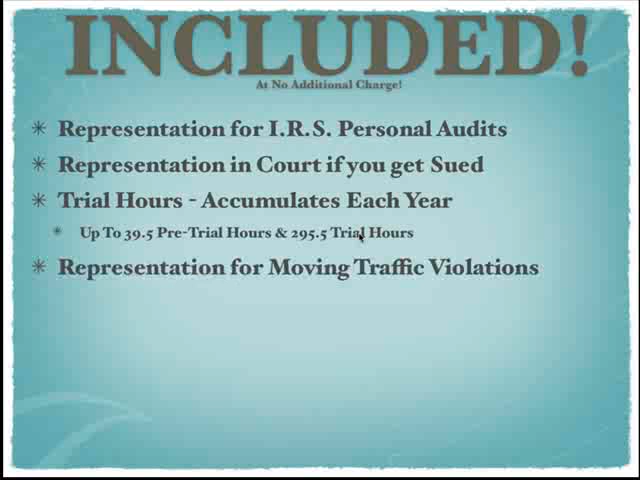 INCLUDED!
At No Additional Charge!
Representation for I.R.S. Personal Audits
Representation in Court if you get Sued
Trial Hours - Accumulates Each Year
Up To 39.5 Pre-Trial Hours & 295.5 Trial Hours
Representation for Moving Traffic Violations